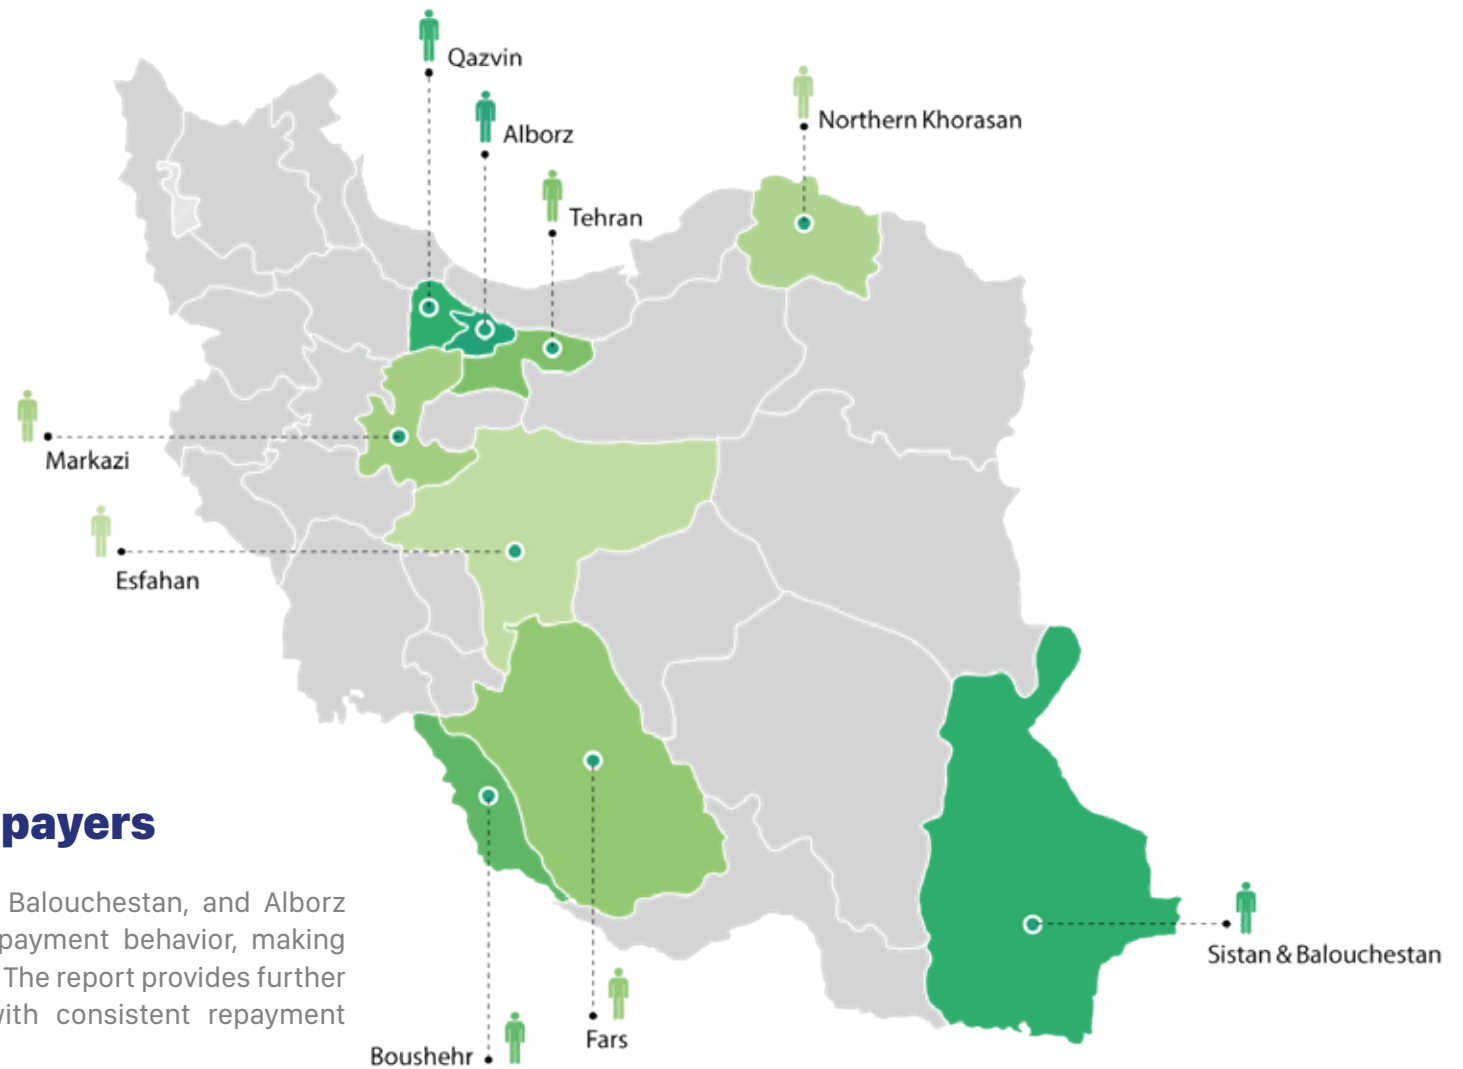 Qazvin
Alborz
Tehran
Northern Khorasan
Markazi
Esfahan
payers
Balouchestan, and Alborz
payment behavior, making
The report provides further
with consistent repayment
Sistan & Balouchestan
Fars
Boushehr